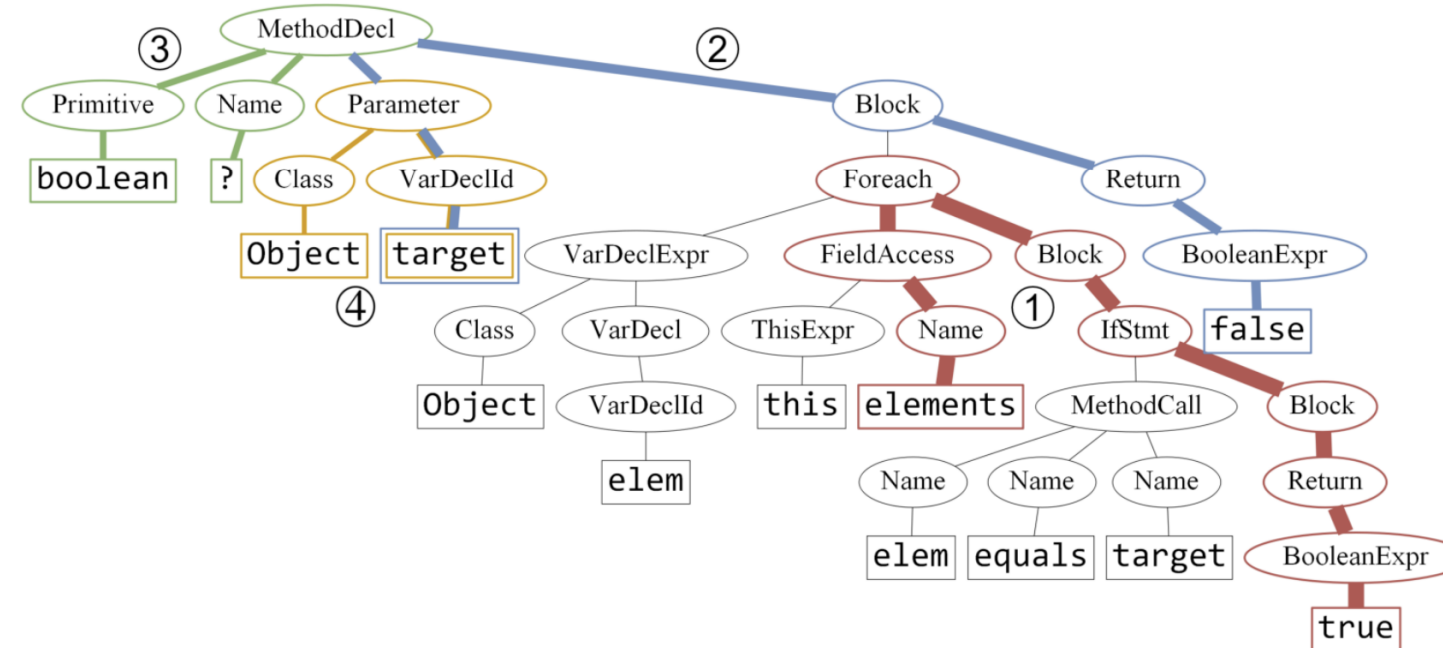 MethodDecl
③ ②
Primitive Name Parameter Block
boolean ? Class VarDeclId Foreach Return
Object target VarDeclExpr FieldAccess Block BooleanExpr
④ ①
Class VarDecl ThisExpr Name IfStmt false
Object VarDeclId this elements MethodCall Block
elem Name Name Name Return
elem equals target BooleanExpr
true